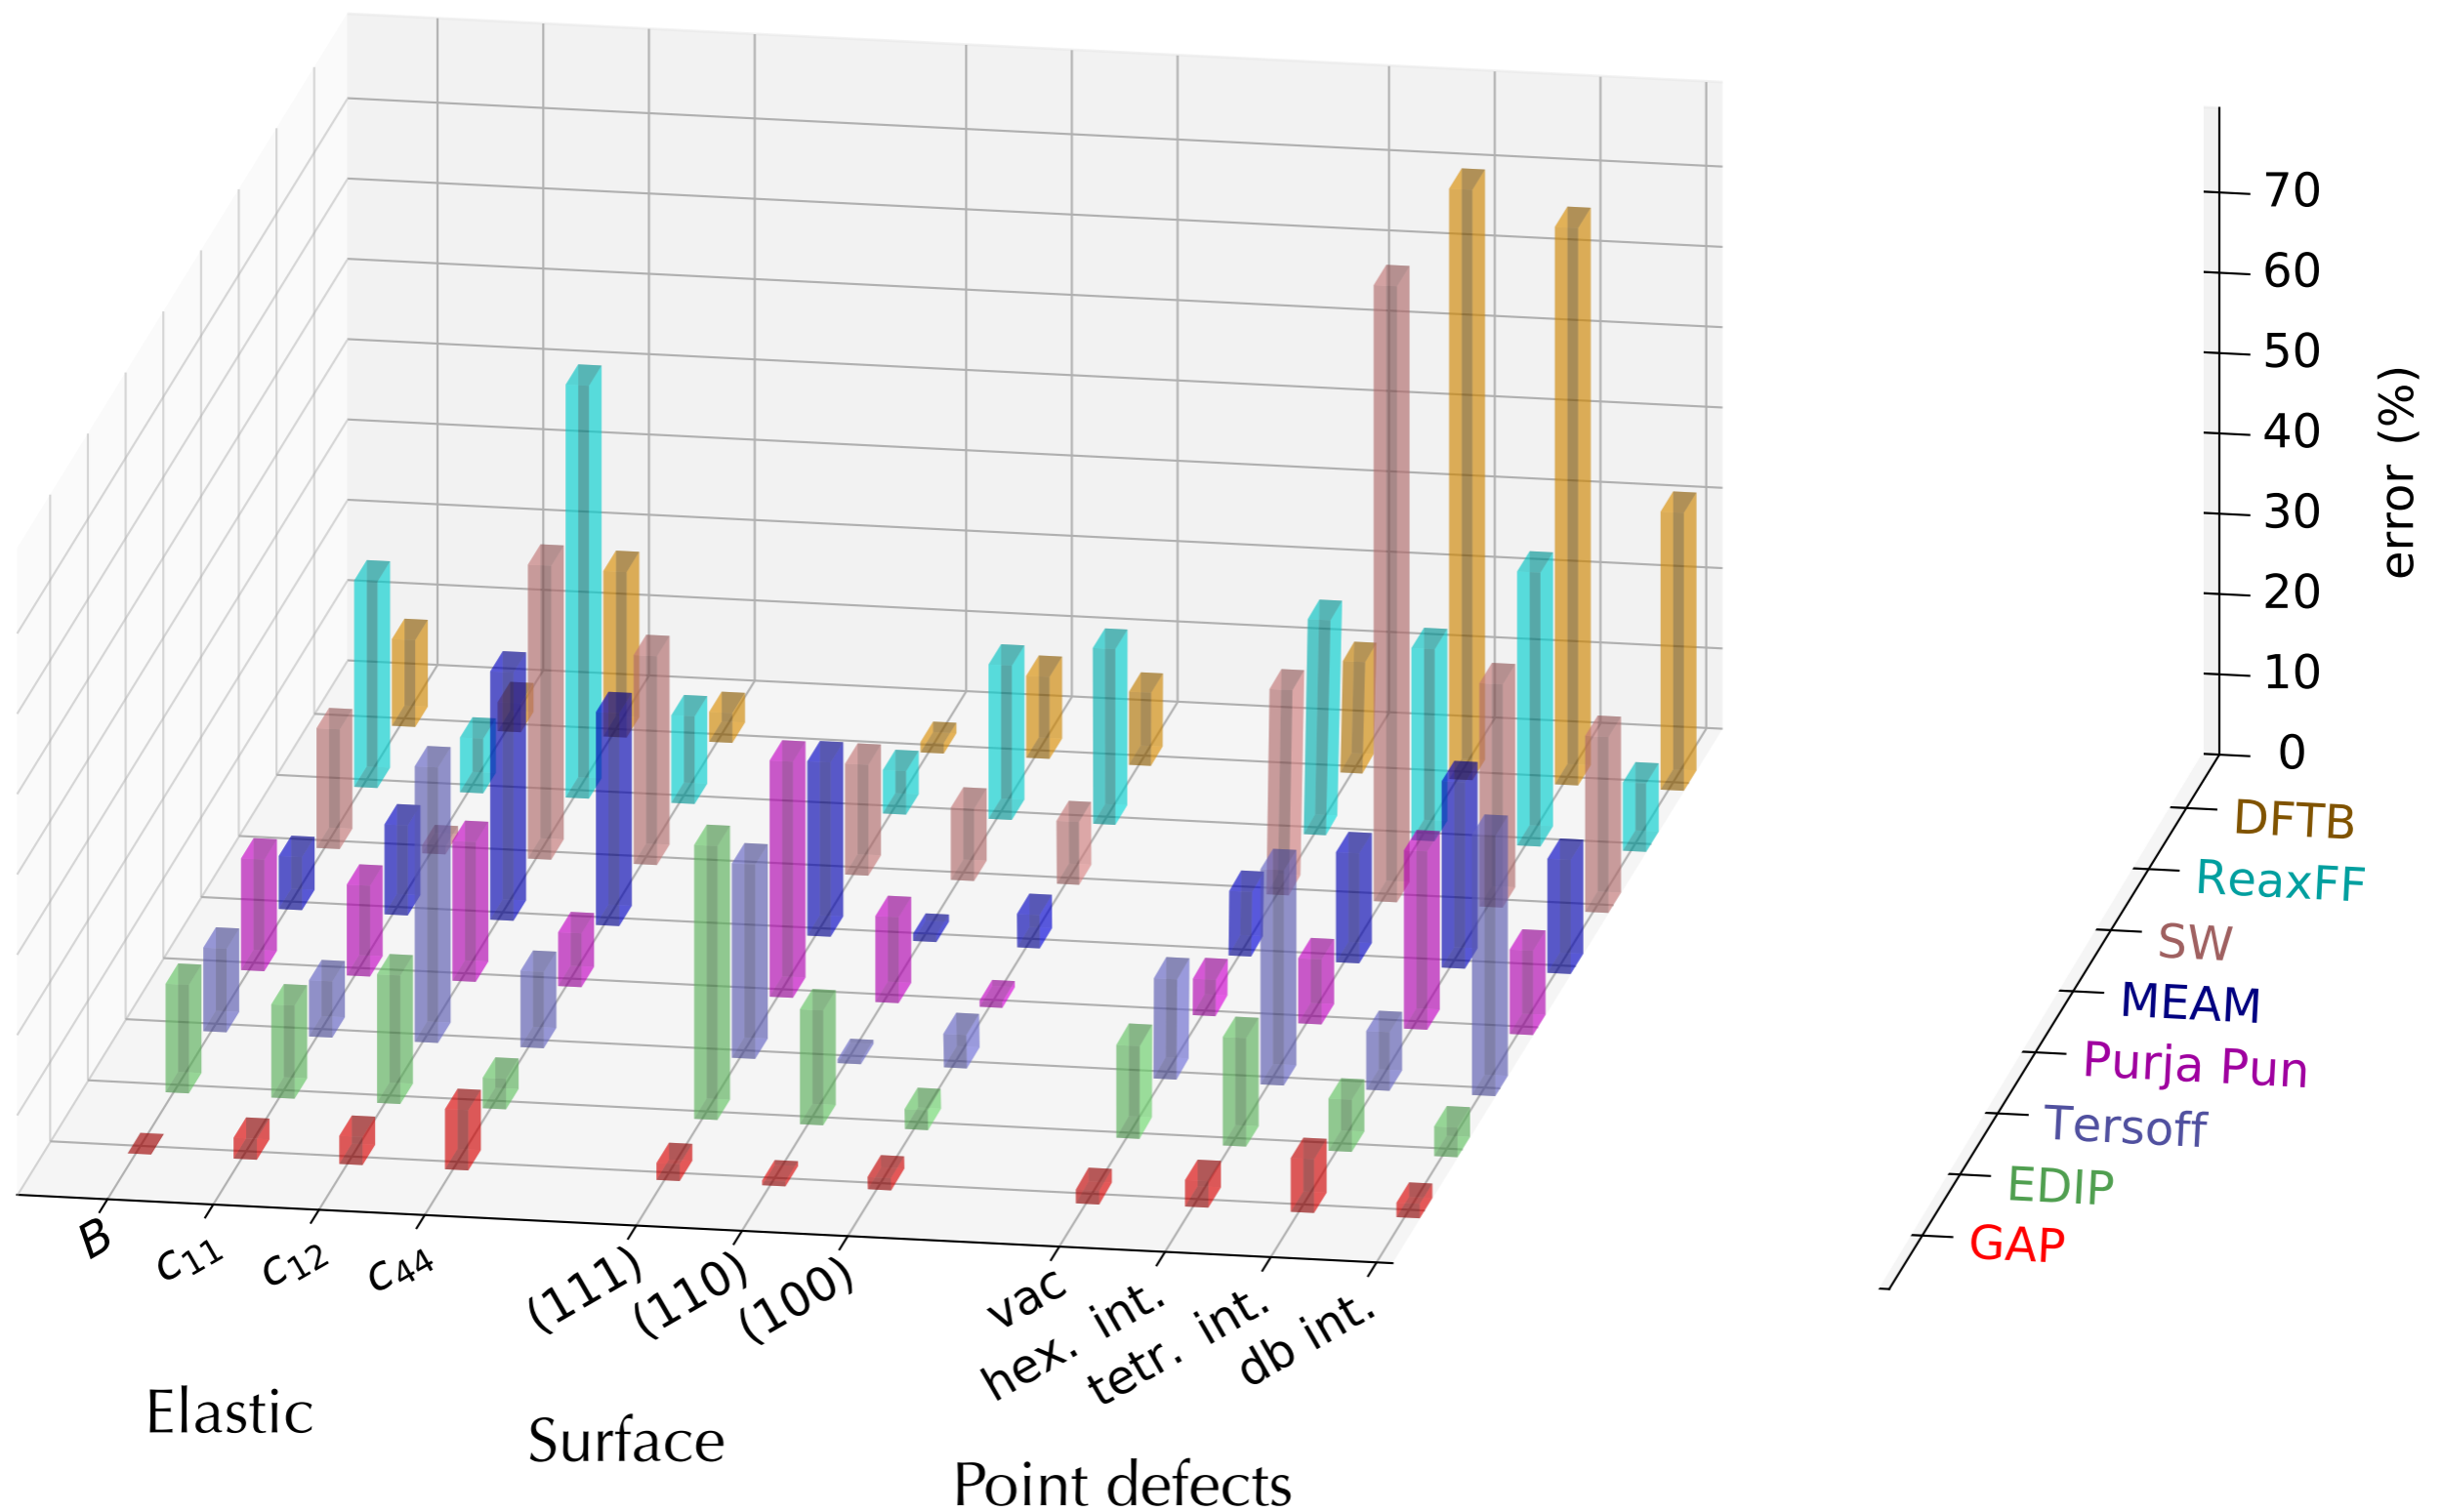 70
60
50
40
30
20
10
0
error (%)
DFTB
ReaxFF
SW
MEAM
Purja Pun
Tersoff
EDIP
GAP
B
c₁₁
c₁₂
c₄₄
(111)
(110)
(100)
vac
hex. int.
tetr. int.
db int.
Elastic
Surface
Point defects